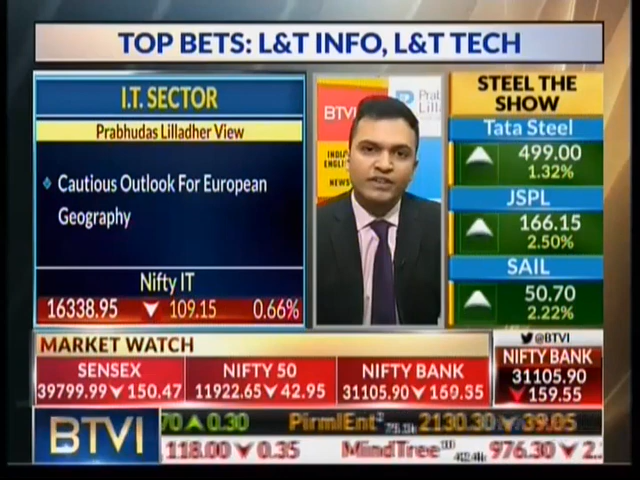 TOP BETS: L&T INFO, L&T TECH
I.T. SECTOR
Prabhudas Lilladher View
Cautious Outlook For European
Geography
Nifty IT
16338.95 109.15 0.66%
BTVI
NEWS
STEEL THE
SHOW
Tata Steel
499.00
1.32%
JSPL
166.15
2.50%
SAIL
50.70
2.22%
MARKET WATCH
SENSEX
39799.99 150.47
NIFTY 50
11922.65 42.95
NIFTY BANK
31105.90 159.55
@BTVI
NIFTY BANK
31105.90
159.55
BTVI
70 0.30 PirmlEnt 2130.30 39.05
118.00 0.35 MindTree 976.30 2.